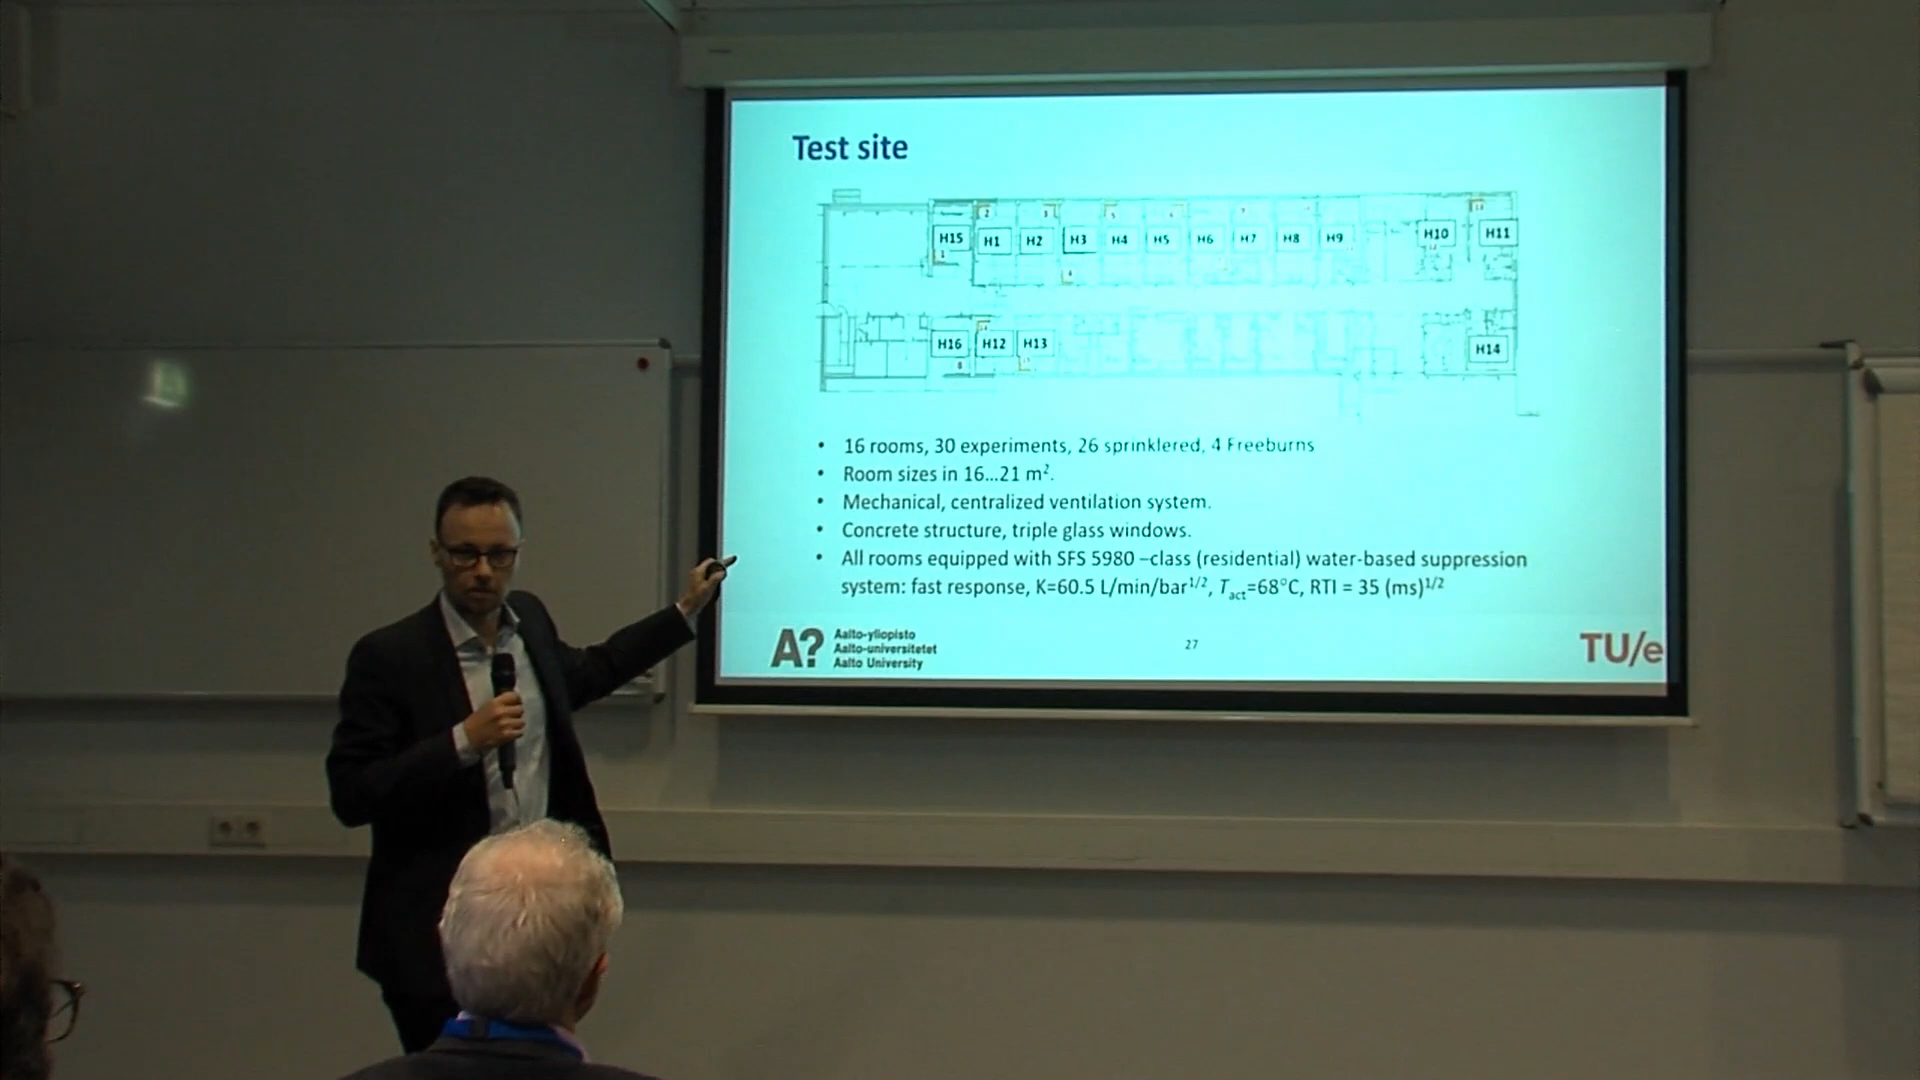 Test site
H15 H1 H2 H3 H4 H5 H6 H7 H8 H9 H10 H11
H16 H12 H13 H14
• 16 rooms, 30 experiments, 26 sprinklered, 4 Freeburns
• Room sizes in 16...21 m².
• Mechanical, centralized ventilation system.
• Concrete structure, triple glass windows.
• All rooms equipped with SFS 5980 –class (residential) water-based suppression
system: fast response, K=60.5 L/min/bar^1/2, T_act=68°C, RTI = 35 (ms)^1/2
A? Aalto-yliopisto
Aalto-universitetet
Aalto University
27
TU/e